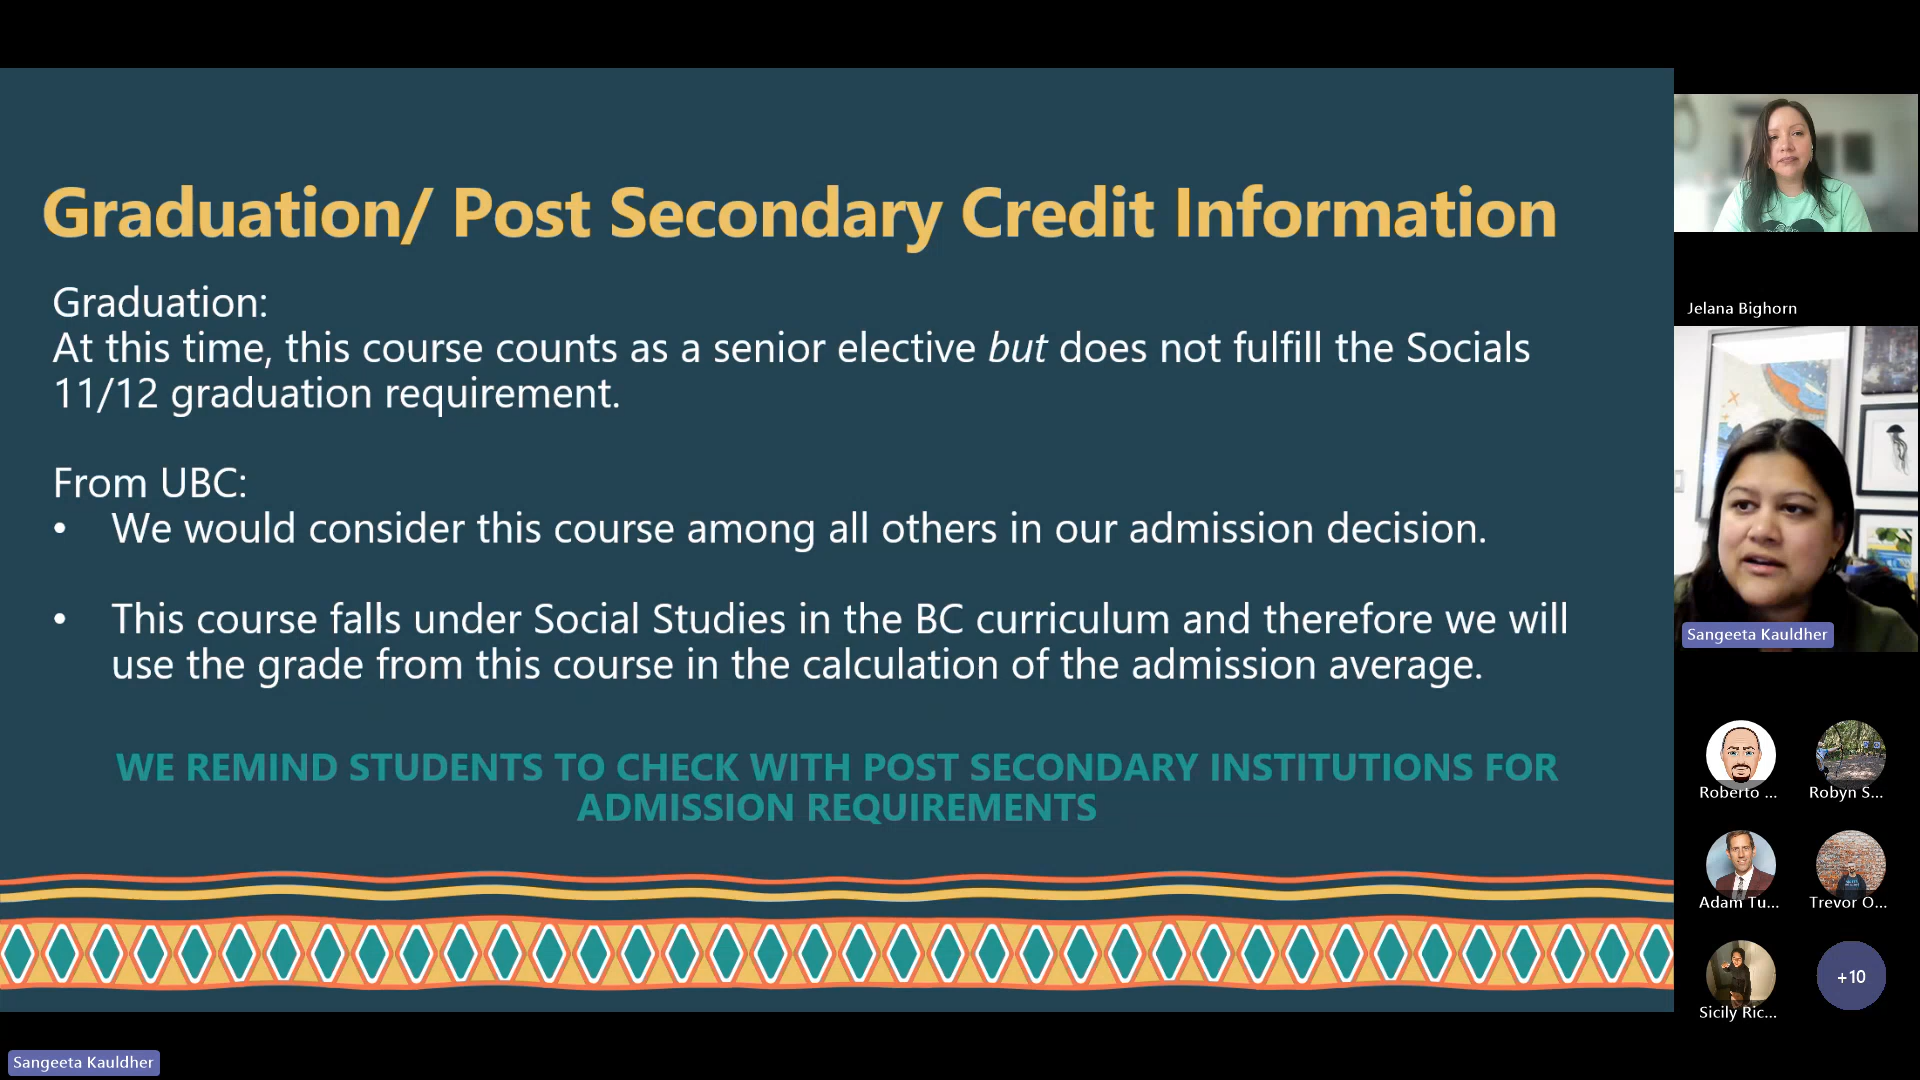 Graduation/ Post Secondary Credit Information
Graduation:
At this time, this course counts as a senior elective but does not fulfill the Socials
11/12 graduation requirement.
From UBC:
• We would consider this course among all others in our admission decision.
• This course falls under Social Studies in the BC curriculum and therefore we will
use the grade from this course in the calculation of the admission average.
WE REMIND STUDENTS TO CHECK WITH POST SECONDARY INSTITUTIONS FOR
ADMISSION REQUIREMENTS
Jelana Bighorn
Sangeeta Kauldher
Roberto ...
Robyn S...
Adam Tu...
Trevor O...
Sicily Ric...
+10
Sangeeta Kauldher